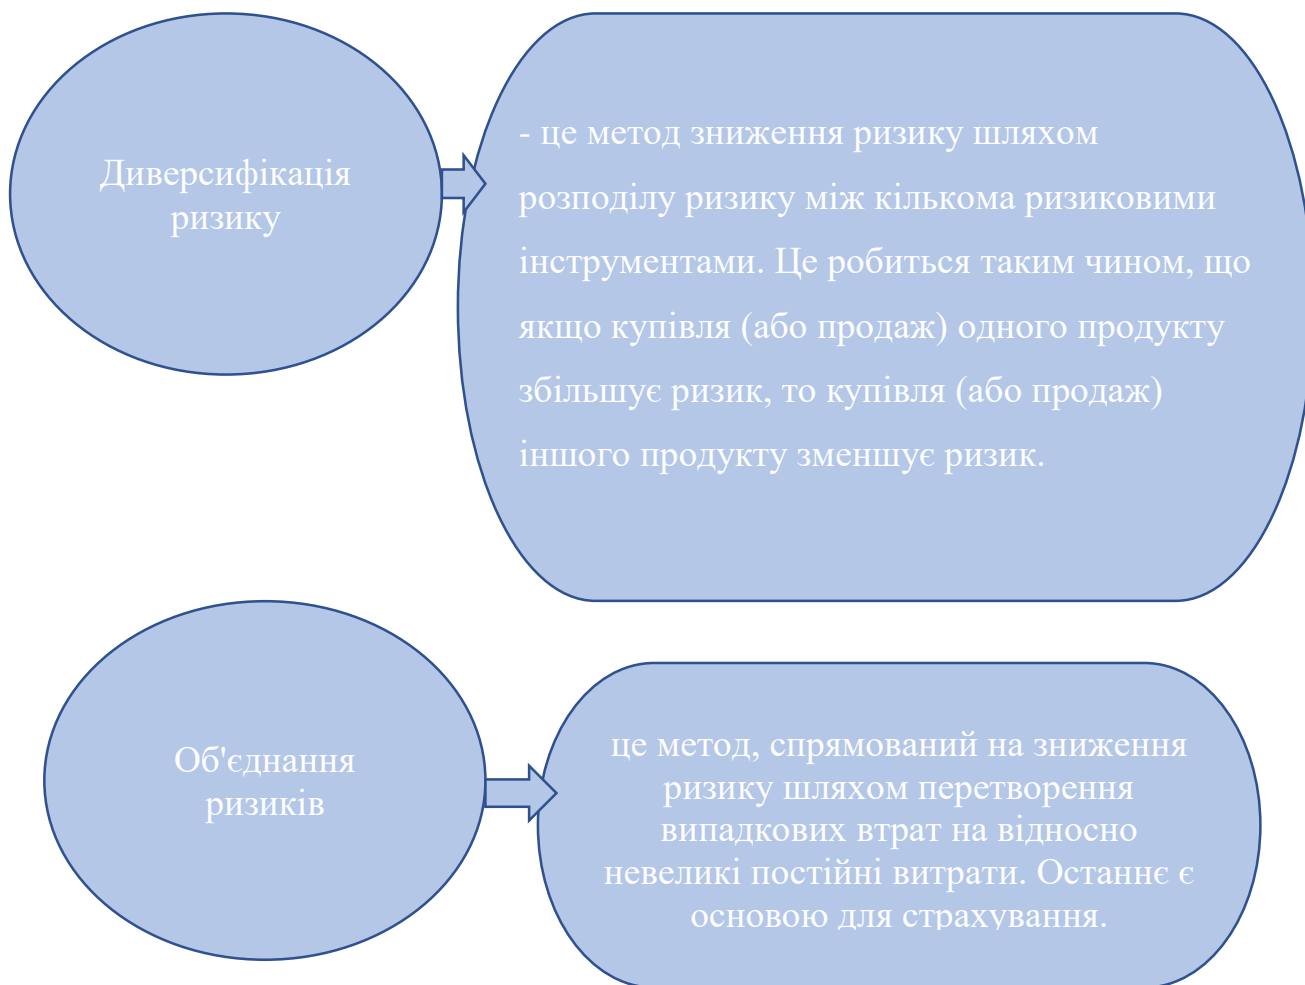 Диверсифікація
ризику
- це метод зниження ризику шляхом
розподілу ризику між кількома ризиковими
інструментами. Це робиться таким чином, що
якщо купівля (або продаж) одного продукту
збільшує ризик, то купівля (або продаж)
іншого продукту зменшує ризик.
Об'єднання
ризиків
це метод, спрямований на зниження
ризику шляхом перетворення
випадкових втрат на відносно
невеликі постійні витрати. Останнє є
основою для страхування.